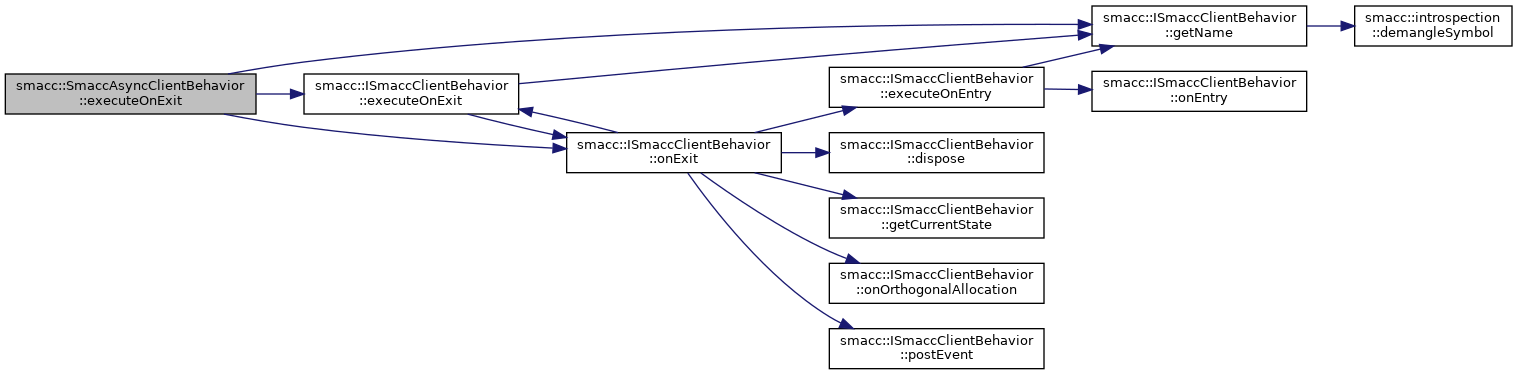 smacc::SmaccAsyncClientBehavior
::executeOnExit
smacc::ISmaccClientBehavior
::executeOnExit
smacc::ISmaccClientBehavior
::onExit
smacc::ISmaccClientBehavior
::getName
smacc::introspection
::demangleSymbol
smacc::ISmaccClientBehavior
::executeOnEntry
smacc::ISmaccClientBehavior
::onEntry
smacc::ISmaccClientBehavior
::dispose
smacc::ISmaccClientBehavior
::getCurrentState
smacc::ISmaccClientBehavior
::onOrthogonalAllocation
smacc::ISmaccClientBehavior
::postEvent